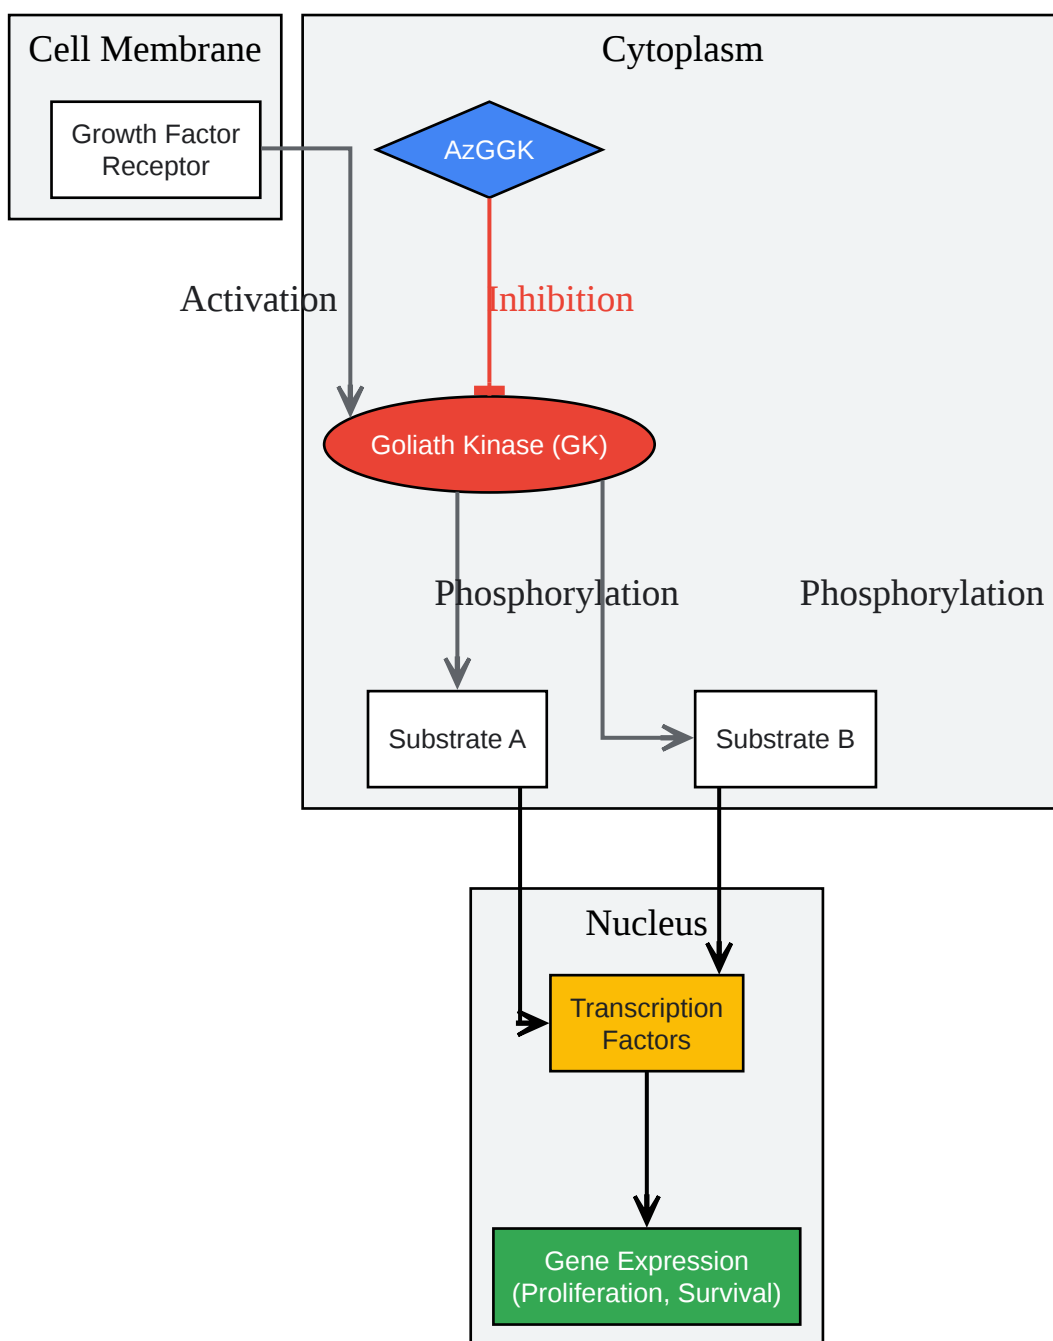 Cell Membrane
Cytoplasm
Growth Factor
Receptor
AzGGK
Activation
Inhibition
Goliath Kinase (GK)
Phosphorylation
Phosphorylation
Substrate A
Substrate B
Nucleus
Transcription
Factors
Gene Expression
(Proliferation, Survival)